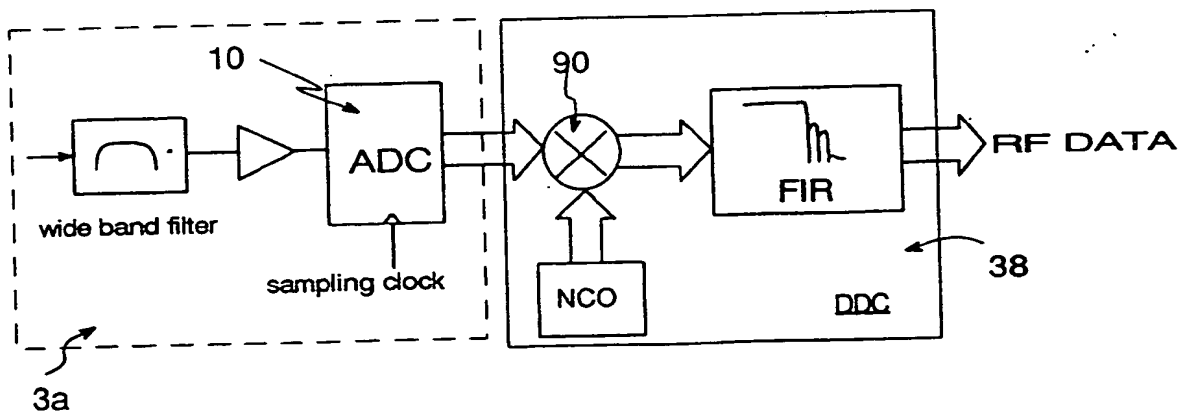 10
90
ADC
RF DATA
FIR
wide band filter
38
sampling clock
NCO
DDC
3a